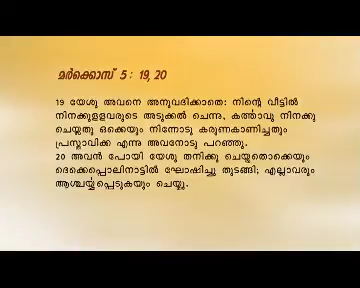 മർക്കൊസ് 5 : 19, 20
19 യേശു അവനെ അനുവദിക്കാതെ: നിന്റെ വീട്ടിൽ
നിനക്കുളളവരുടെ അടുക്കൽ ചെന്നു, കർത്താവു നിനക്കു
ചെയ്തതു ഒക്കെയും നിന്നോടു കരുണകാണിച്ചതും
പ്രസ്താവിക്ക എന്നു അവനോടു പറഞ്ഞു.
20 അവൻ പോയി യേശു തനിക്കു ചെയ്തതൊക്കെയും
ദെക്കപ്പൊലിനാട്ടിൽ ഘോഷിച്ചു തുടങ്ങി; എല്ലാവരും
ആശ്ചര്യ്യപ്പെടുകയും ചെയ്തു.